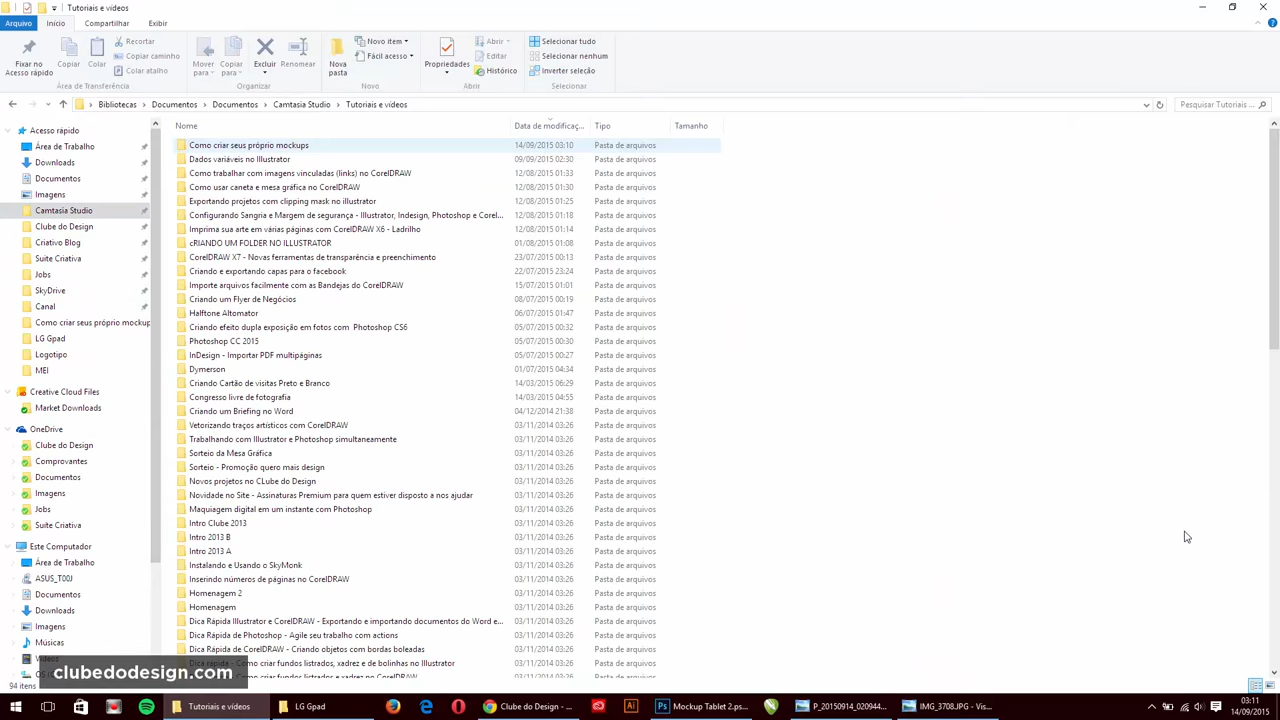 Tutoriais e vídeos
Arquivo Início Compartilhar Exibir
Fixar no Acesso rápido
Copiar
Colar
Recortar
Copiar caminho
Colar atalho
Mover para
Copiar para
Excluir
Renomear
Nova pasta
Novo item
Fácil acesso
Propriedades
Abrir
Editar
Histórico
Selecionar tudo
Selecionar nenhum
Inverter seleção
Área de Transferência Organizar Novo Abrir Selecionar
Bibliotecas Documentos Documentos Camtasia Studio Tutoriais e vídeos Pesquisar Tutoriais ...
Nome Data de modificaç... Tipo Tamanho
Acesso rápido
Área de Trabalho
Downloads
Documentos
Imagens
Camtasia Studio
Clube do Design
Criativo Blog
Suite Criativa
Jobs
SkyDrive
Canal
Como criar seus próprio mockup
LG Gpad
Logotipo
MEI
Creative Cloud Files
Market Downloads
OneDrive
Clube do Design
Comprovantes
Documentos
Imagens
Jobs
Suite Criativa
Este Computador
Área de Trabalho
ASUS_T00J
Documentos
Downloads
Imagens
Músicas
Como criar seus próprio mockups 14/09/2015 03:10 Pasta de arquivos
Dados variáveis no Illustrator 09/09/2015 02:30 Pasta de arquivos
Como trabalhar com imagens vinculadas (links) no CorelDRAW 12/08/2015 01:33 Pasta de arquivos
Como usar caneta e mesa gráfica no CorelDRAW 12/08/2015 01:30 Pasta de arquivos
Exportando projetos com clipping mask no illustrator 12/08/2015 01:25 Pasta de arquivos
Configurando Sangria e Margem de segurança - Illustrator, Indesign, Photoshop e Corel... 12/08/2015 01:18 Pasta de arquivos
Imprima sua arte em várias páginas com CorelDRAW X6 - Ladrilho 12/08/2015 01:14 Pasta de arquivos
cRIANDO UM FOLDER NO ILLUSTRATOR 01/08/2015 01:08 Pasta de arquivos
CorelDRAW X7 - Novas ferramentas de transparência e preenchimento 23/07/2015 00:13 Pasta de arquivos
Criando e exportando capas para o facebook 22/07/2015 23:24 Pasta de arquivos
Importe arquivos facilmente com as Bandejas do CorelDRAW 15/07/2015 01:01 Pasta de arquivos
Criando um Flyer de Negócios 08/07/2015 00:19 Pasta de arquivos
Halftone Altomator 06/07/2015 01:47 Pasta de arquivos
Criando efeito dupla exposição em fotos com Photoshop CS6 05/07/2015 00:32 Pasta de arquivos
Photoshop CC 2015 05/07/2015 00:30 Pasta de arquivos
InDesign - Importar PDF multipáginas 05/07/2015 00:27 Pasta de arquivos
Dymerson 01/07/2015 04:34 Pasta de arquivos
Criando Cartão de visitas Preto e Branco 14/03/2015 06:29 Pasta de arquivos
Congresso livre de fotografia 14/03/2015 04:55 Pasta de arquivos
Criando um Briefing no Word 04/12/2014 21:38 Pasta de arquivos
Vetorizando traços artísticos com CorelDRAW 03/11/2014 03:26 Pasta de arquivos
Trabalhando com Illustrator e Photoshop simultaneamente 03/11/2014 03:26 Pasta de arquivos
Sorteio da Mesa Gráfica 03/11/2014 03:26 Pasta de arquivos
Sorteio - Promoção quero mais design 03/11/2014 03:26 Pasta de arquivos
Novos projetos no CLube do Design 03/11/2014 03:26 Pasta de arquivos
Novidade no Site - Assinaturas Premium para quem estiver disposto a nos ajudar 03/11/2014 03:26 Pasta de arquivos
Maquiagem digital em um instante com Photoshop 03/11/2014 03:26 Pasta de arquivos
Intro Clube 2013 03/11/2014 03:26 Pasta de arquivos
Intro 2013 B 03/11/2014 03:26 Pasta de arquivos
Intro 2013 A 03/11/2014 03:26 Pasta de arquivos
Instalando e Usando o SkyMonk 03/11/2014 03:26 Pasta de arquivos
Inserindo números de páginas no CorelDRAW 03/11/2014 03:26 Pasta de arquivos
Homenagem 2 03/11/2014 03:26 Pasta de arquivos
Homenagem 03/11/2014 03:26 Pasta de arquivos
Dica Rápida Illustrator e CorelDRAW - Exportando e importando documentos do Word e... 03/11/2014 03:26 Pasta de arquivos
Dica Rápida de Photoshop - Agile seu trabalho com actions 03/11/2014 03:26 Pasta de arquivos
Dica Rápida de CorelDRAW - Criando objetos com bordas boleadas 03/11/2014 03:26 Pasta de arquivos
Dica rápida - Como criar fundos listrados, xadrez e de bolinhas no Illustrator 03/11/2014 03:26 Pasta de arquivos
criar fundos listrados e xadrez no CorelDRAW 03/11/2014 03:26 Pasta de arquivos
clubedodesign.com
94 itens
Tutoriais e vídeos LG Gpad Clube do Design - ... Mockup Tablet 2.ps... P_20150914_020944... IMG_3708.JPG - Vis... 03:11
14/09/2015